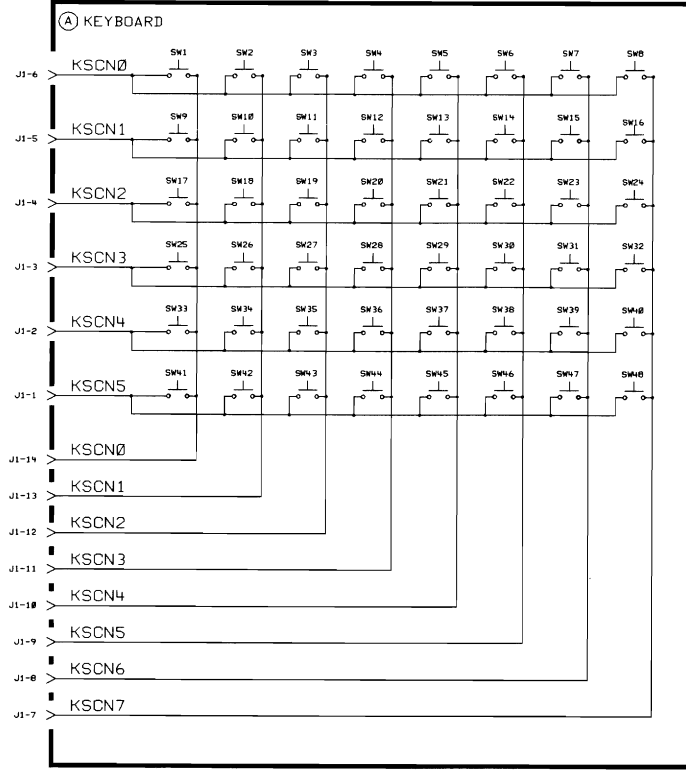 A KEYBOARD
SW1 SW2 SW3 SW4 SW5 SW6 SW7 SW8
J1-6 KSCNØ
SW9 SW1Ø SW11 SW12 SW13 SW14 SW15 SW16
J1-5 KSCN1
SW17 SW18 SW19 SW2Ø SW21 SW22 SW23 SW24
J1-4 KSCN2
SW25 SW26 SW27 SW28 SW29 SW3Ø SW31 SW32
J1-3 KSCN3
SW33 SW34 SW35 SW36 SW37 SW38 SW39 SW4Ø
J1-2 KSCN4
SW41 SW42 SW43 SW44 SW45 SW46 SW47 SW48
J1-1 KSCN5
J1-14 KSCNØ
J1-13 KSCN1
J1-12 KSCN2
J1-11 KSCN3
J1-1Ø KSCN4
J1-9 KSCN5
J1-8 KSCN6
J1-7 KSCN7